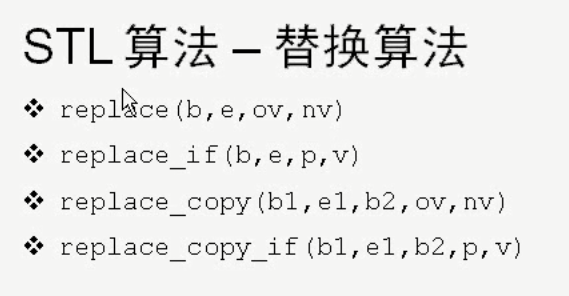 STL 算法 – 替换算法
❖ replace(b,e,ov,nv)
❖ replace_if(b,e,p,v)
❖ replace_copy(b1,e1,b2,ov,nv)
❖ replace_copy_if(b1,e1,b2,p,v)